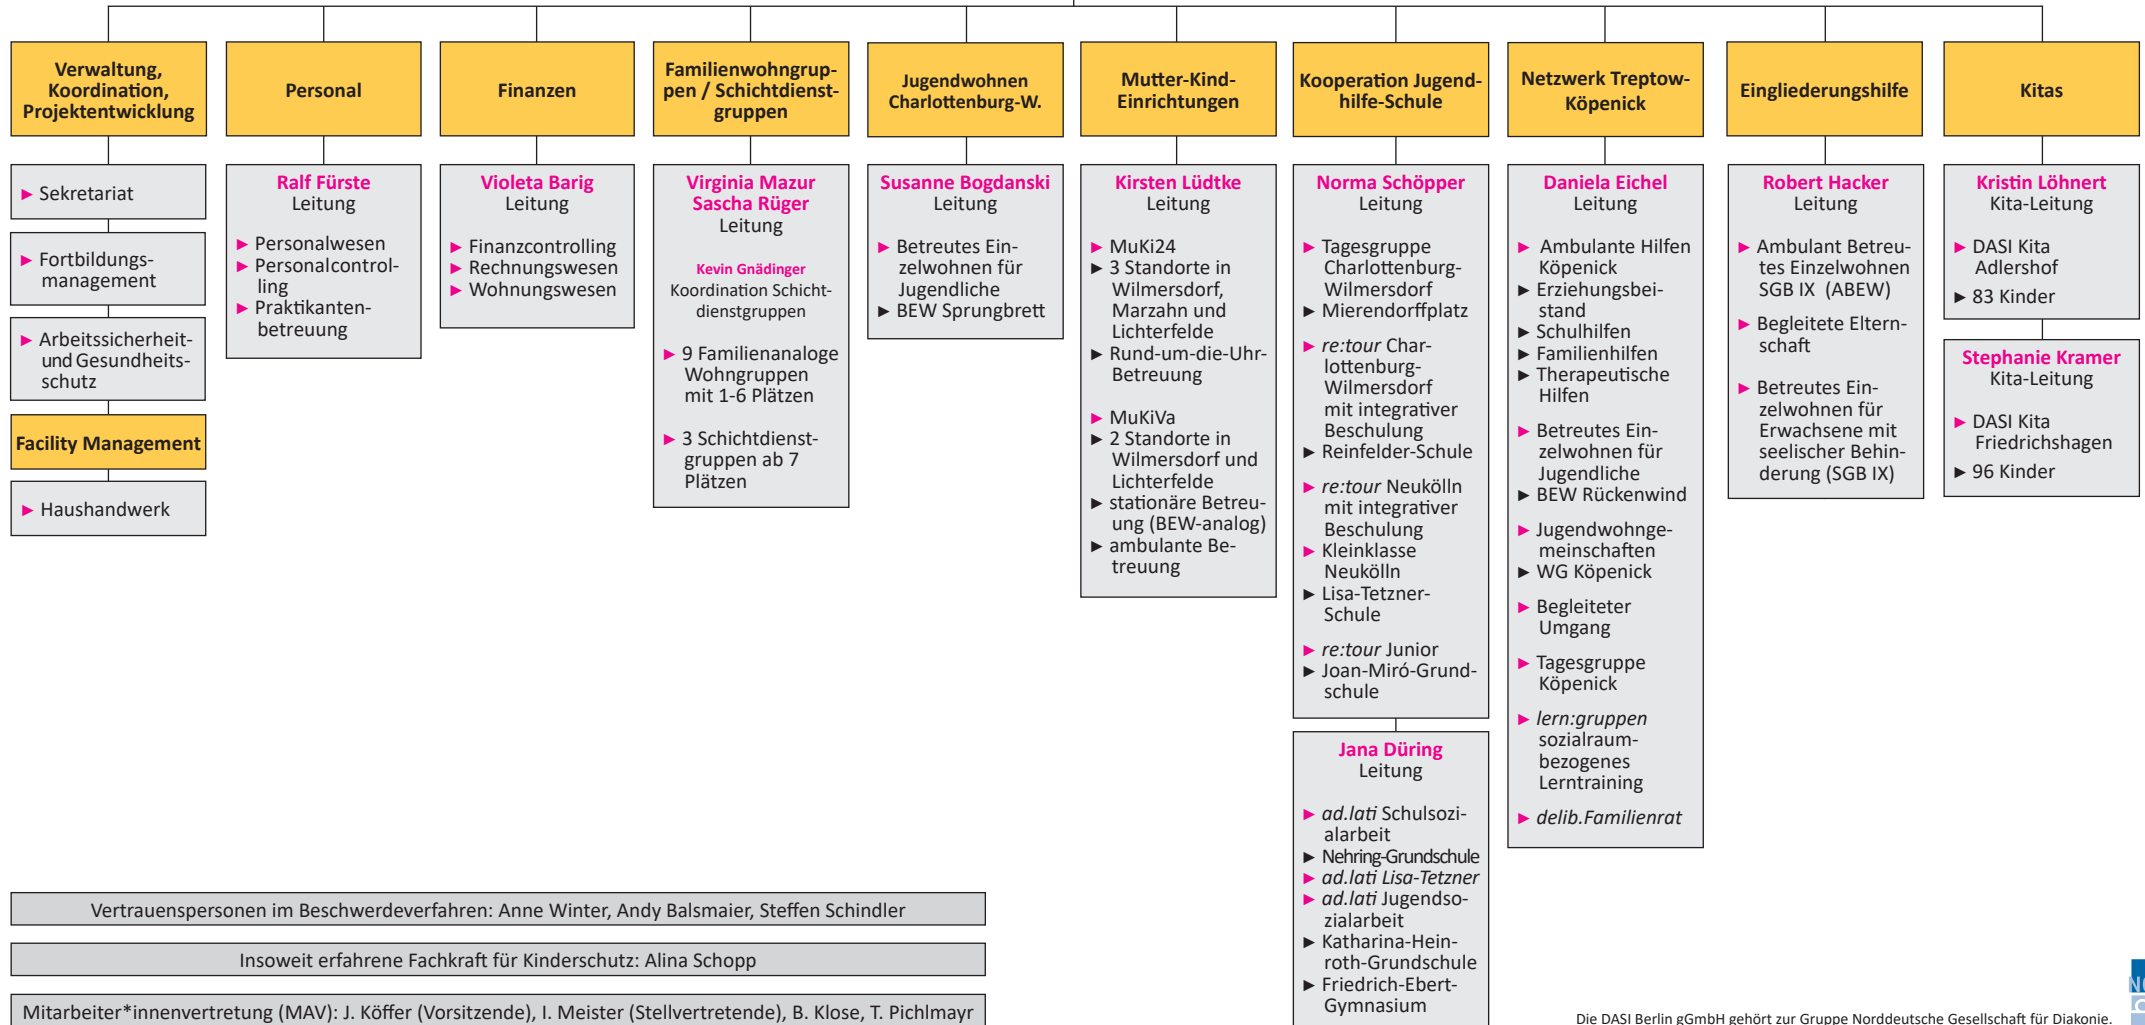 Verwaltung,
Koordination,
Projektentwicklung
► Sekretariat
► Fortbildungs-
management
► Arbeitssicherheit-
und Gesundheits-
schutz
Facility Management
► Haushandwerk
Personal
Ralf Fürste
Leitung
► Personalwesen
► Personalcontrol-
ling
► Praktikanten-
betreuung
Finanzen
Violeta Barig
Leitung
► Finanzcontrolling
► Rechnungswesen
► Wohnungswesen
Familienwohngrup-
pen / Schichtdienst-
gruppen
Virginia Mazur
Sascha Rüger
Leitung
Kevin Gnädinger
Koordination Schicht-
dienstgruppen
► 9 Familienanaloge
Wohngruppen
mit 1-6 Plätzen
► 3 Schichtdienst-
gruppen ab 7
Plätzen
Jugendwohnen
Charlottenburg-W.
Susanne Bogdanski
Leitung
► Betreutes Ein-
zelwohnen für
Jugendliche
► BEW Sprungbrett
Mutter-Kind-
Einrichtungen
Kirsten Lüdtke
Leitung
► MuKi24
► 3 Standorte in
Wilmersdorf,
Marzahn und
Lichterfelde
► Rund-um-die-Uhr-
Betreuung
► MuKiVa
► 2 Standorte in
Wilmersdorf und
Lichterfelde
► stationäre Betreu-
ung (BEW-analog)
► ambulante Be-
treuung
Kooperation Jugend-
hilfe-Schule
Norma Schöpper
Leitung
► Tagesgruppe
Charlottenburg-
Wilmersdorf
► Mierendorffplatz
► re:tour Char-
lottenburg-
Wilmersdorf
mit integrativer
Beschulung
► Reinfelder-Schule
► re:tour Neukölln
mit integrativer
Beschulung
► Kleinklasse
Neukölln
► Lisa-Tetzner-
Schule
► re:tour Junior
► Joan-Miró-Grund-
schule
Jana Düring
Leitung
► ad.lati Schulsozi-
alarbeit
► Nehring-Grundschule
► ad.lati Lisa-Tetzner
► ad.lati Jugendso-
zialarbeit
► Katharina-Hein-
roth-Grundschule
► Friedrich-Ebert-
Gymnasium
Netzwerk Treptow-
Köpenick
Daniela Eichel
Leitung
► Ambulante Hilfen
Köpenick
► Erziehungsbei-
stand
► Schulhilfen
► Familienhilfen
► Therapeutische
Hilfen
► Betreutes Ein-
zelwohnen für
Jugendliche
► BEW Rückenwind
► Jugendwohnge-
meinschaften
► WG Köpenick
► Begleiteter
Umgang
► Tagesgruppe
Köpenick
► lern:gruppen
sozialraum-
bezogenes
Lerntraining
► delib.Familienrat
Eingliederungshilfe
Robert Hacker
Leitung
► Ambulant Betreu-
tes Einzelwohnen
SGB IX (ABEW)
► Begleitete Eltern-
schaft
► Betreutes Ein-
zelwohnen für
Erwachsene mit
seelischer Behin-
derung (SGB IX)
Kitas
Kristin Löhnert
Kita-Leitung
► DASI Kita
Adlershof
► 83 Kinder
Stephanie Kramer
Kita-Leitung
► DASI Kita
Friedrichshagen
► 96 Kinder
Vertrauenspersonen im Beschwerdeverfahren: Anne Winter, Andy Balsmaier, Steffen Schindler
Insoweit erfahrene Fachkraft für Kinderschutz: Alina Schopp
Mitarbeiter*innenvertretung (MAV): J. Köffer (Vorsitzende), I. Meister (Stellvertretende), B. Klose, T. Pichlmayr
Die DASI Berlin gGmbH gehört zur Gruppe Norddeutsche Gesellschaft für Diakonie.